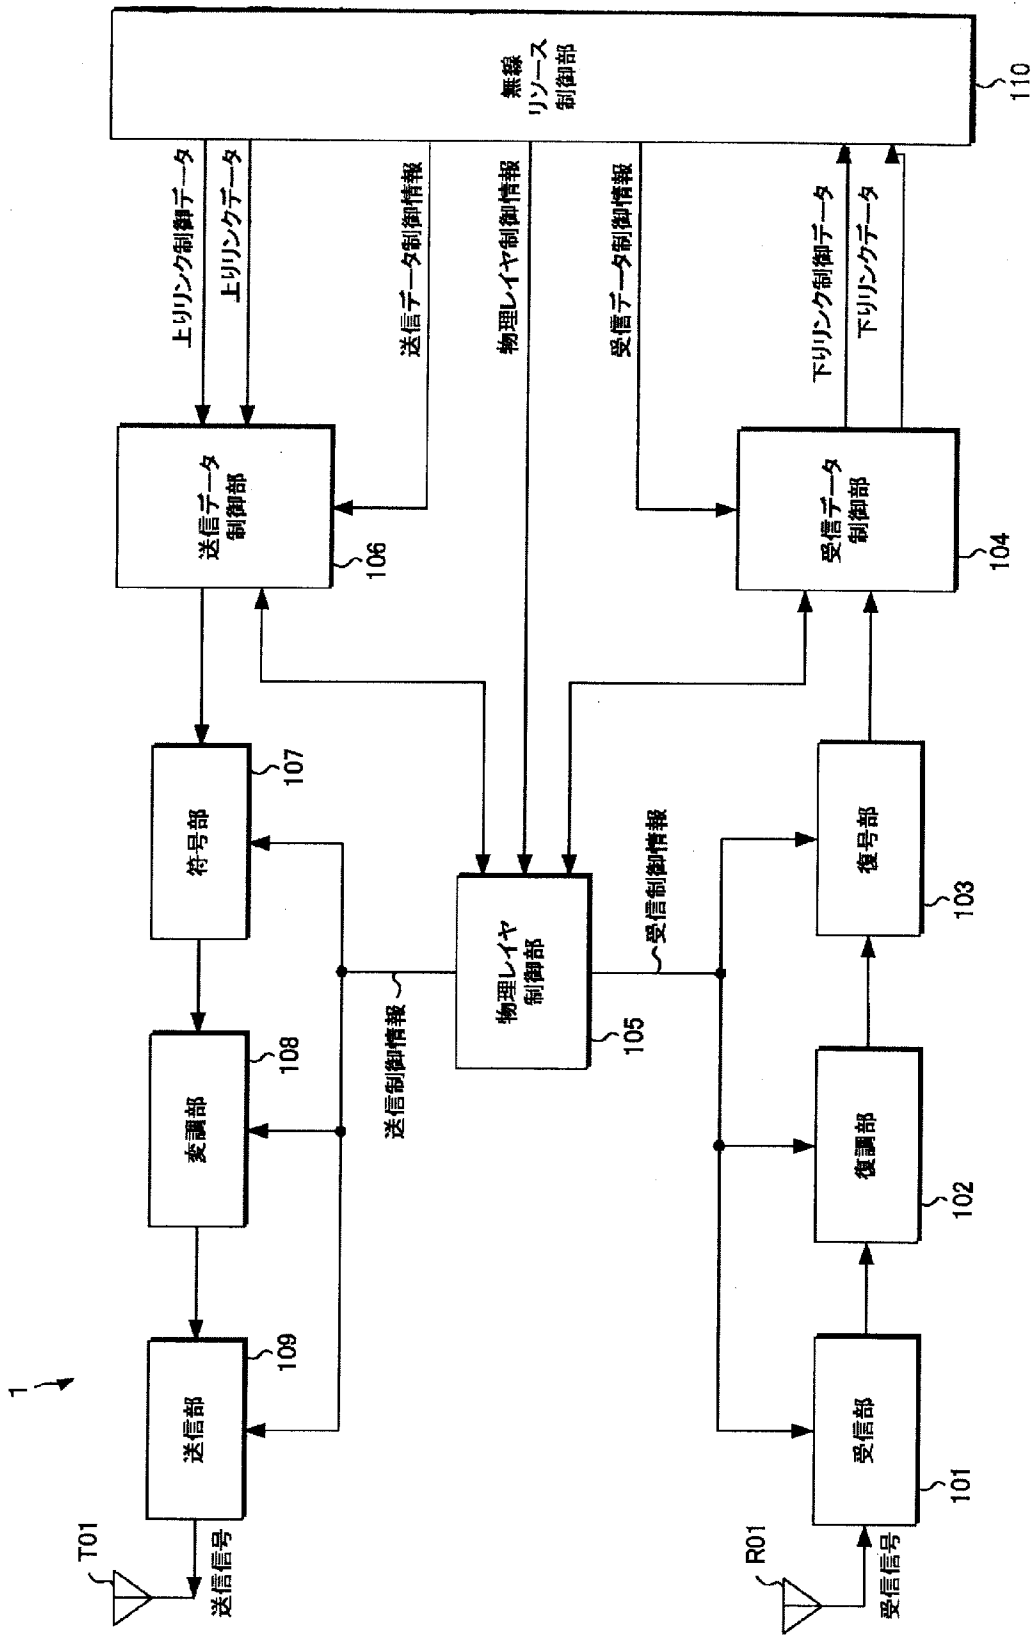 1
T01
送信信号
送信部
109
変調部
108
符号部
107
送信データ
制御部
106
上りリンク制御データ
上りリンクデータ
送信データ制御情報
送信制御情報
物理レイヤ
制御部
105
物理レイヤ制御情報
受信制御情報
受信データ制御情報
無線
リソース
制御部
110
R01
受信信号
受信部
101
復調部
102
復号部
103
受信データ
制御部
104
下りリンク制御データ
下りリンクデータ